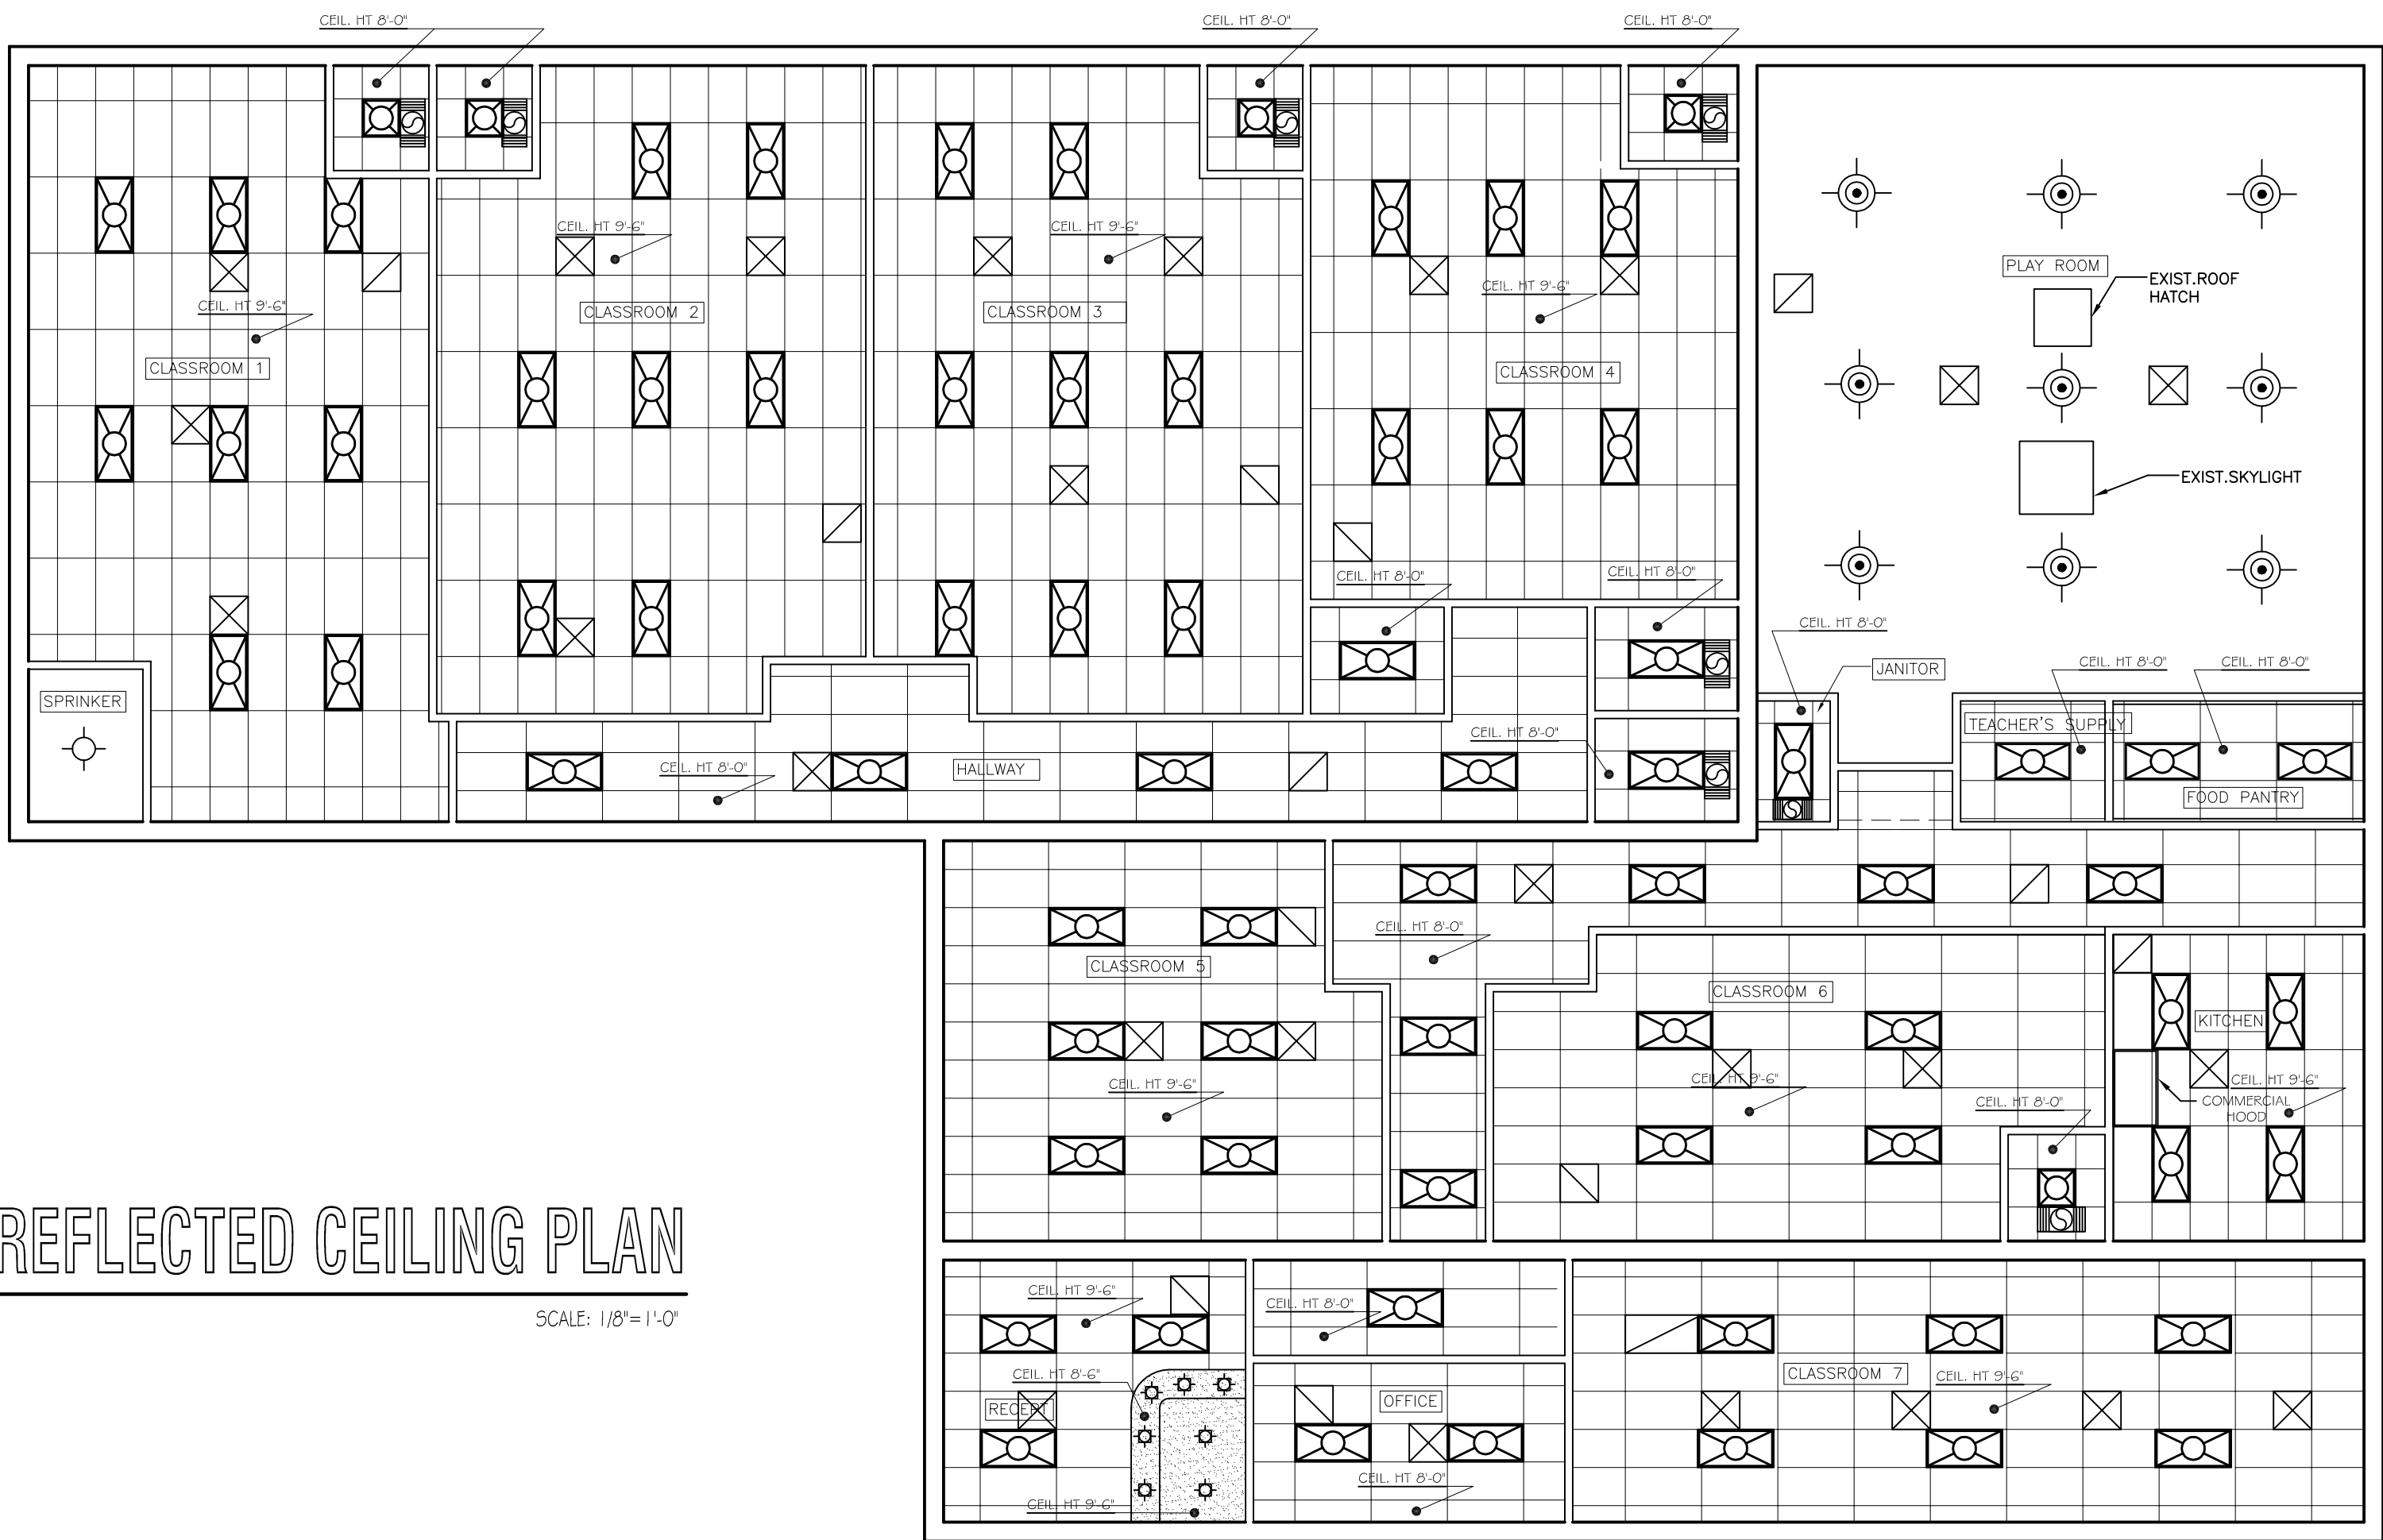 CEIL. HT 8'-0"
CEIL. HT 8'-0"
CEIL. HT 8'-0"
CEIL. HT 9'-6"
CEIL. HT 9'-6"
PLAY ROOM
EXIST.ROOF
HATCH
CEIL. HT 9'-6"
CEIL. HT 9'-6"
CLASSROOM 2
CLASSROOM 3
CLASSROOM 1
CLASSROOM 4
EXIST.SKYLIGHT
CEIL. HT 8'-0"
CEIL. HT 8'-0"
CEIL. HT 8'-0"
JANITOR
CEIL. HT 8'-0"
CEIL. HT 8'-0"
SPRINKER
TEACHER'S SUPPLY
CEIL. HT 8'-0"
CEIL. HT 8'-0"
HALLWAY
FOOD PANTRY
CEIL. HT 8'-0"
CLASSROOM 5
CLASSROOM 6
KITCHEN
CEIL. HT 9'-6"
CEIL. HT 9'-6"
CEIL. HT 9'-6"
CEIL. HT 8'-0"
COMMERCIAL
HOOD
REFLECTED CEILING PLAN
SCALE: 1/8"=1'-0"
CEIL. HT 9'-6"
CEIL. HT 8'-0"
CEIL. HT 8'-6"
CLASSROOM 7
CEIL. HT 9'-6"
RECEPT
OFFICE
CEIL. HT 8'-0"
CEIL. HT 9'-6"